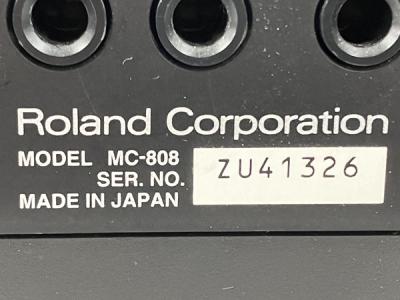 Roland Corporation
MODEL MC-808
SER. NO. ZU41326
MADE IN JAPAN